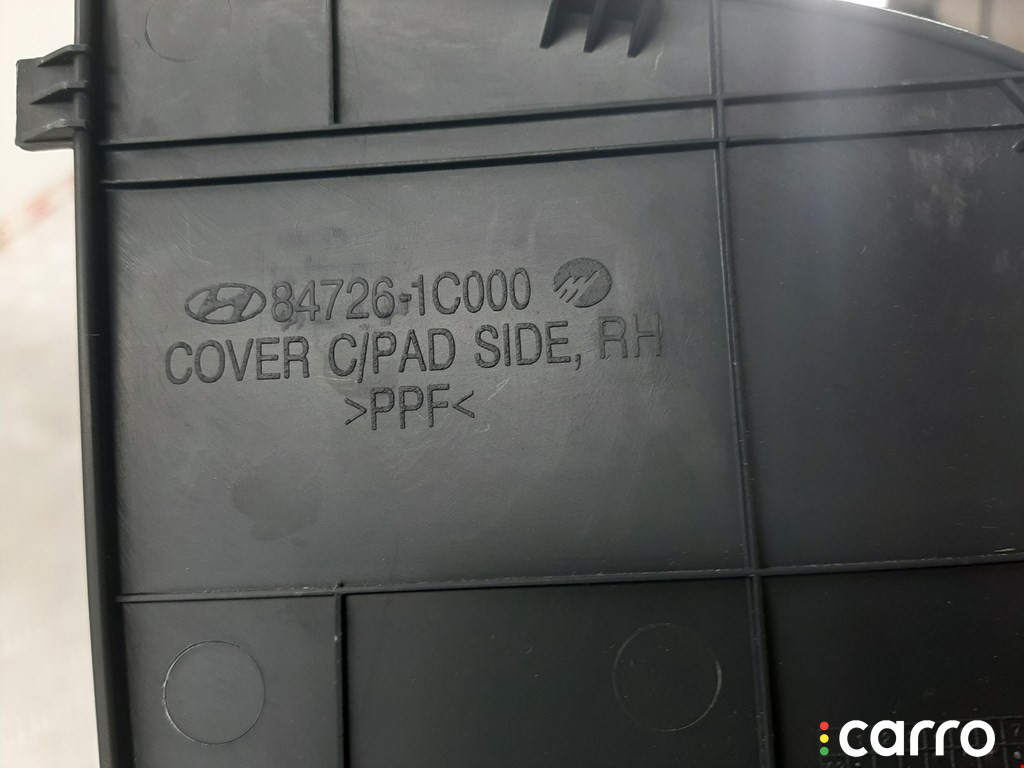 84726-1C000
COVER C/PAD SIDE, RH
>PPF<
carro